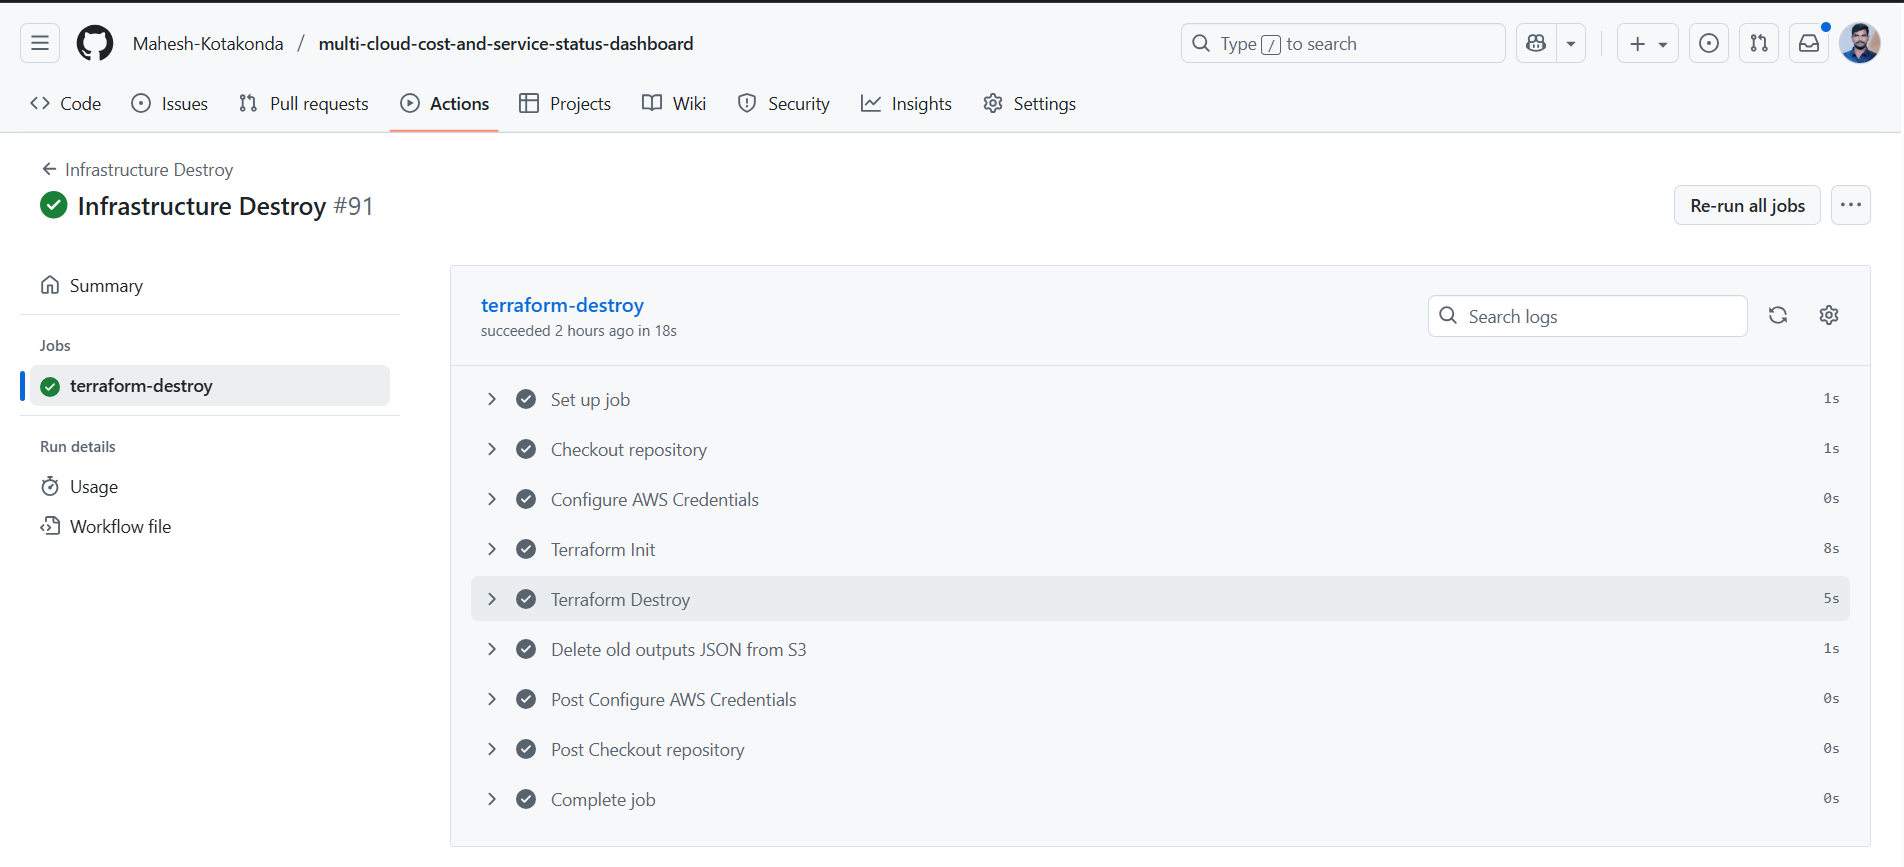 Mahesh-Kotakonda / multi-cloud-cost-and-service-status-dashboard
Type / to search
Code Issues Pull requests Actions Projects Wiki Security Insights Settings
Infrastructure Destroy
Infrastructure Destroy #91
Re-run all jobs
Summary
Jobs
terraform-destroy
Run details
Usage
Workflow file
terraform-destroy
succeeded 2 hours ago in 18s
Search logs
Set up job 1s
Checkout repository 1s
Configure AWS Credentials 0s
Terraform Init 8s
Terraform Destroy 5s
Delete old outputs JSON from S3 1s
Post Configure AWS Credentials 0s
Post Checkout repository 0s
Complete job 0s